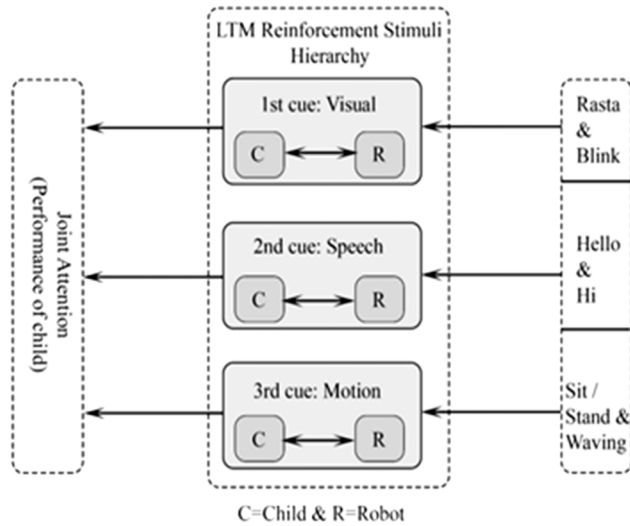 LTM Reinforcement Stimuli
Hierarchy
Joint Attention
(Performance of child)
1st cue: Visual
C
R
Rasta
&
Blink
2nd cue: Speech
C
R
Hello
&
Hi
3rd cue: Motion
C
R
Sit /
Stand &
Waving
C=Child & R=Robot